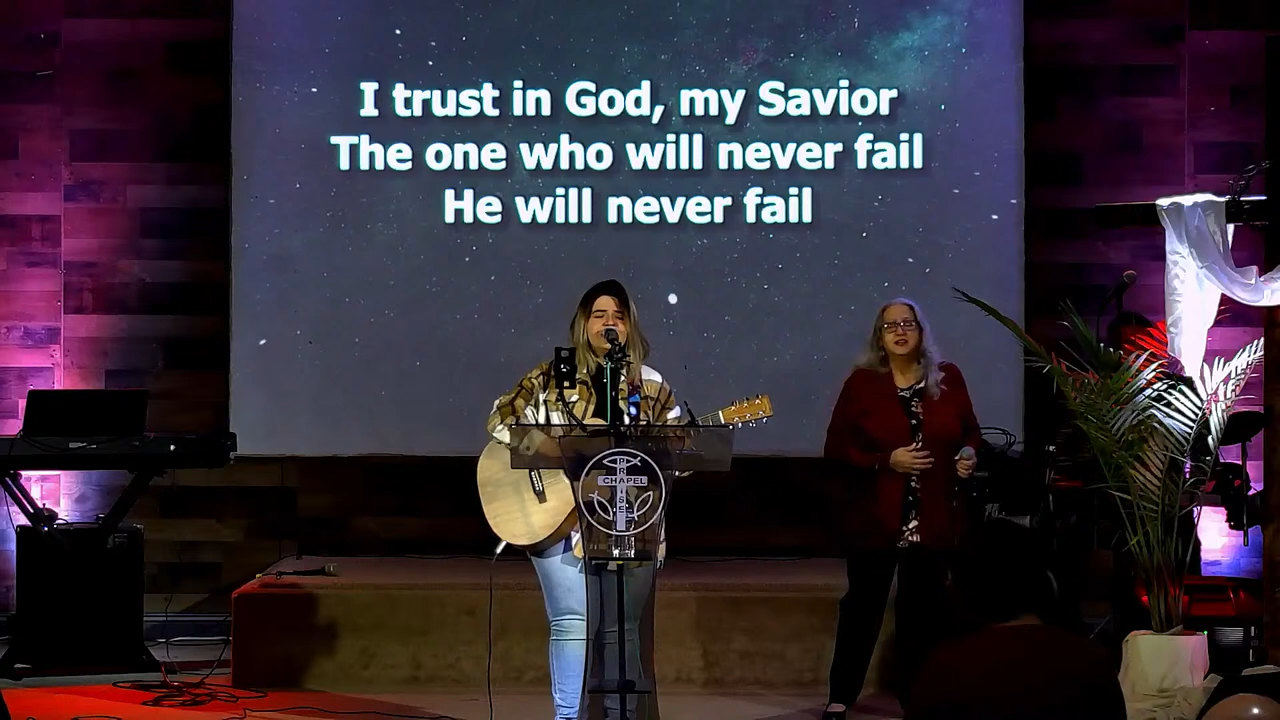 I trust in God, my Savior
The one who will never fail
He will never fail
PRAISE
CHAPEL